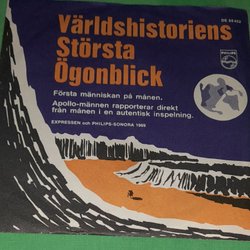 Världshistoriens
Största
Ögonblick
Första människan på månen.
Apollo-männen rapporterar direkt
från månen i en autentisk inspelning.
EXPRESSEN och PHILIPS-SONORA 1969
PHILIPS